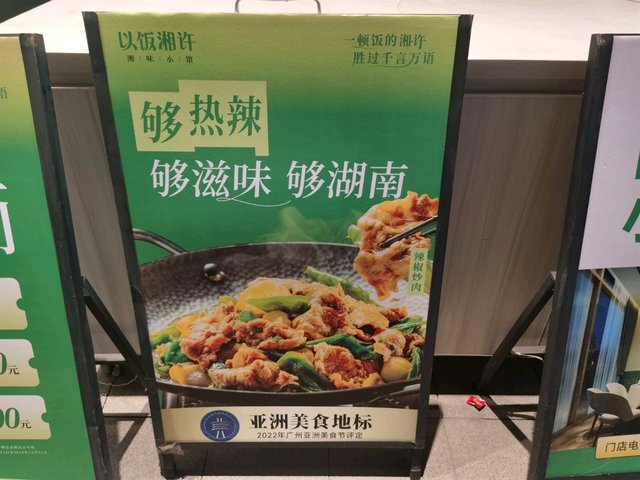 以饭湘许
湘味小馆
一顿饭的湘许
胜过千言万语
够热辣
够滋味 够湖南
辣椒炒肉
亚洲美食地标
2022年广州亚洲美食节评定
0元
00元
门店电